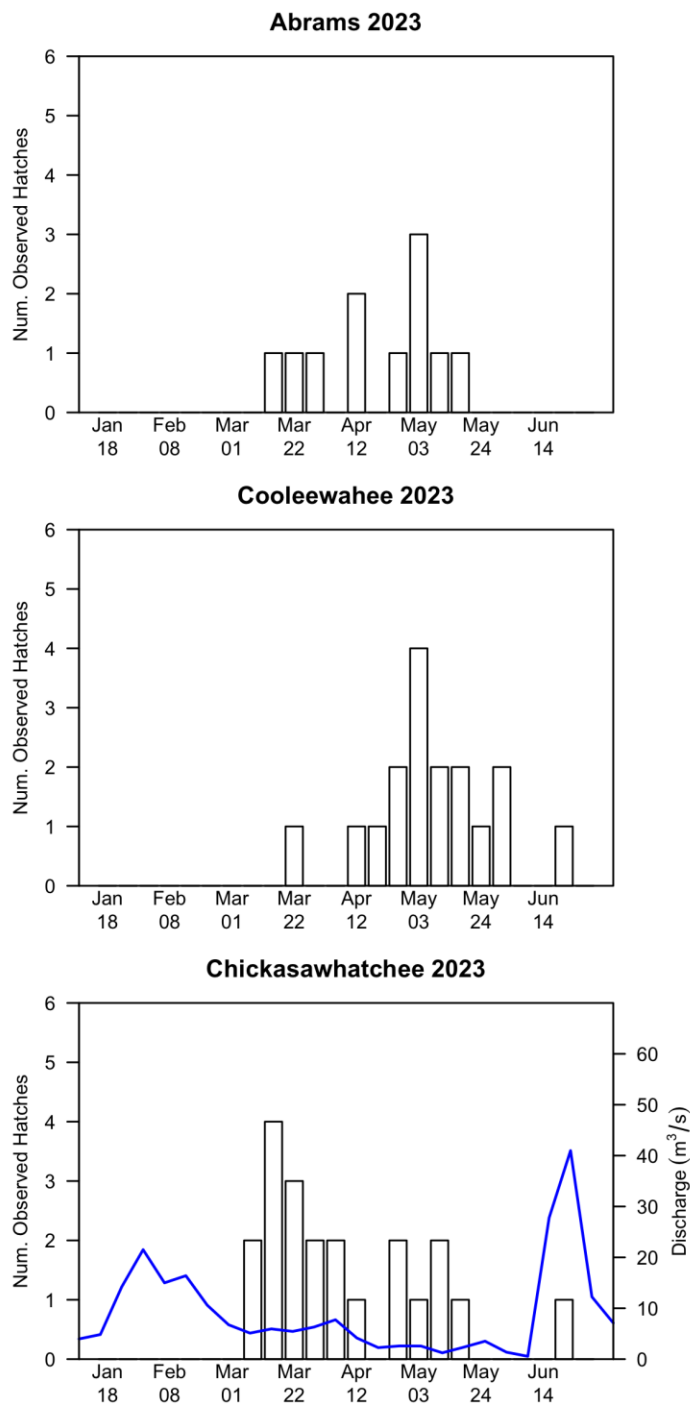 Abrams 2023
Num. Observed Hatches
6
5
4
3
2
1
0
Jan Feb Mar Mar Apr May May Jun
18 08 01 22 12 03 24 14
Cooleewahee 2023
Num. Observed Hatches
6
5
4
3
2
1
0
Jan Feb Mar Mar Apr May May Jun
18 08 01 22 12 03 24 14
Chickasawhatchee 2023
Num. Observed Hatches
6
5
4
3
2
1
0
60
50
40
30
20
10
0
Discharge (m³/s)
Jan Feb Mar Mar Apr May May Jun
18 08 01 22 12 03 24 14